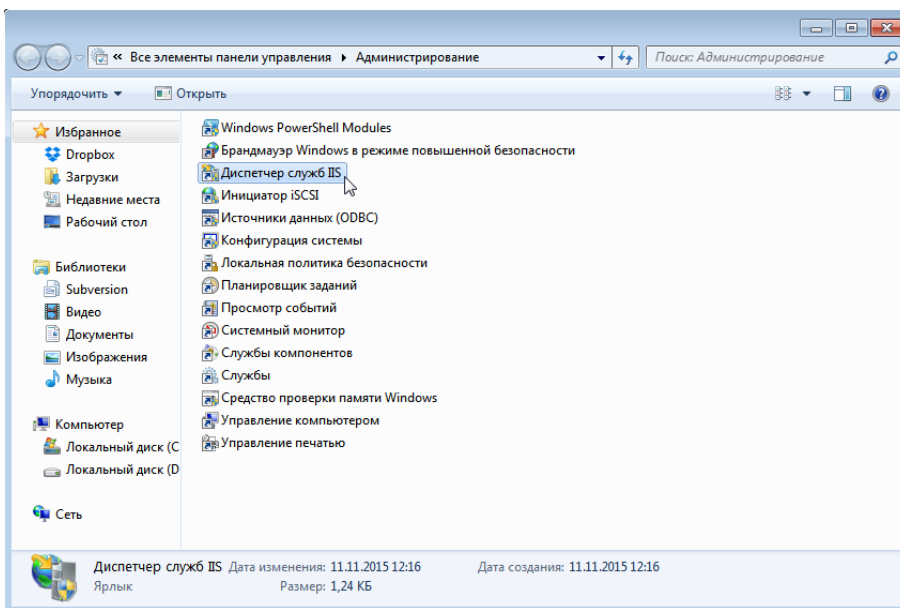 « Все элементы панели управления Администрирование
Поиск: Администрирование
Упорядочить
Открыть
Избранное
Dropbox
Загрузки
Недавние места
Рабочий стол
Библиотеки
Subversion
Видео
Документы
Изображения
Музыка
Компьютер
Локальный диск (C
Локальный диск (D
Сеть
Windows PowerShell Modules
Брандмауэр Windows в режиме повышенной безопасности
Диспетчер служб IIS
Инициатор iSCSI
Источники данных (ODBC)
Конфигурация системы
Локальная политика безопасности
Планировщик заданий
Просмотр событий
Системный монитор
Службы компонентов
Службы
Средство проверки памяти Windows
Управление компьютером
Управление печатью
Диспетчер служб IIS Дата изменения: 11.11.2015 12:16 Дата создания: 11.11.2015 12:16
Ярлык Размер: 1,24 КБ